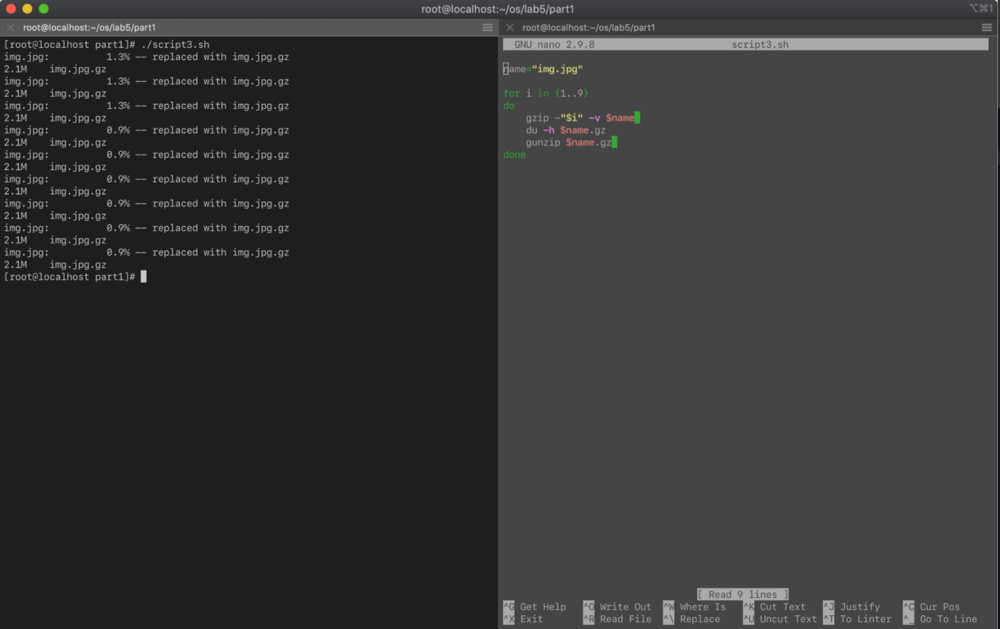 root@localhost:~/os/lab5/part1
⌥⌘1
root@localhost:~/os/lab5/part1
[root@localhost part1]# ./script3.sh
img.jpg:          1.3% -- replaced with img.jpg.gz
2.1M    img.jpg.gz
img.jpg:          1.3% -- replaced with img.jpg.gz
2.1M    img.jpg.gz
img.jpg:          1.3% -- replaced with img.jpg.gz
2.1M    img.jpg.gz
img.jpg:          0.9% -- replaced with img.jpg.gz
2.1M    img.jpg.gz
img.jpg:          0.9% -- replaced with img.jpg.gz
2.1M    img.jpg.gz
img.jpg:          0.9% -- replaced with img.jpg.gz
2.1M    img.jpg.gz
img.jpg:          0.9% -- replaced with img.jpg.gz
2.1M    img.jpg.gz
img.jpg:          0.9% -- replaced with img.jpg.gz
2.1M    img.jpg.gz
img.jpg:          0.9% -- replaced with img.jpg.gz
2.1M    img.jpg.gz
[root@localhost part1]#
root@localhost:~/os/lab5/part1
GNU nano 2.9.8    script3.sh
name="img.jpg"
for i in {1..9}
do
    gzip -"$i" -v $name
    du -h $name.gz
    gunzip $name.gz
done
[ Read 9 lines ]
^G Get Help   ^O Write Out  ^W Where Is   ^K Cut Text   ^J Justify    ^C Cur Pos
^X Exit       ^R Read File  ^\ Replace    ^U Uncut Text ^T To Linter  ^_ Go To Line